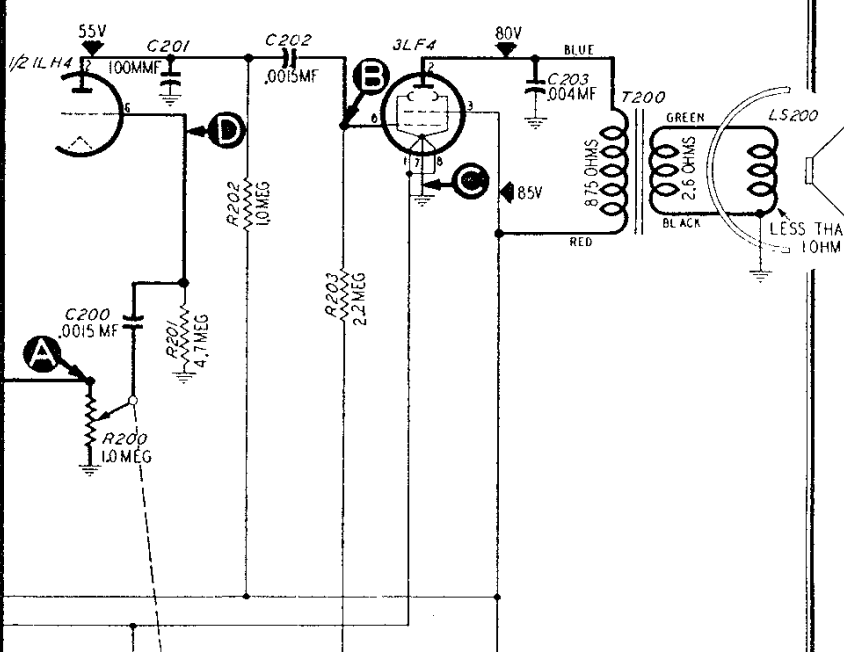 55V
1/2 1LH4
2
C201
100MMF
C202
.0015MF
3LF4
2
80V
BLUE
C203
.004MF
T200
GREEN
LS200
B
6
3
D
6
1 7 8
C
85V
R202
1.0 MEG
875 OHMS
2.6 OHMS
BLACK
RED
LESS THA
1 OHM
R203
2.2 MEG
C200
.0015 MF
R201
4.7 MEG
A
R200
1.0 MEG